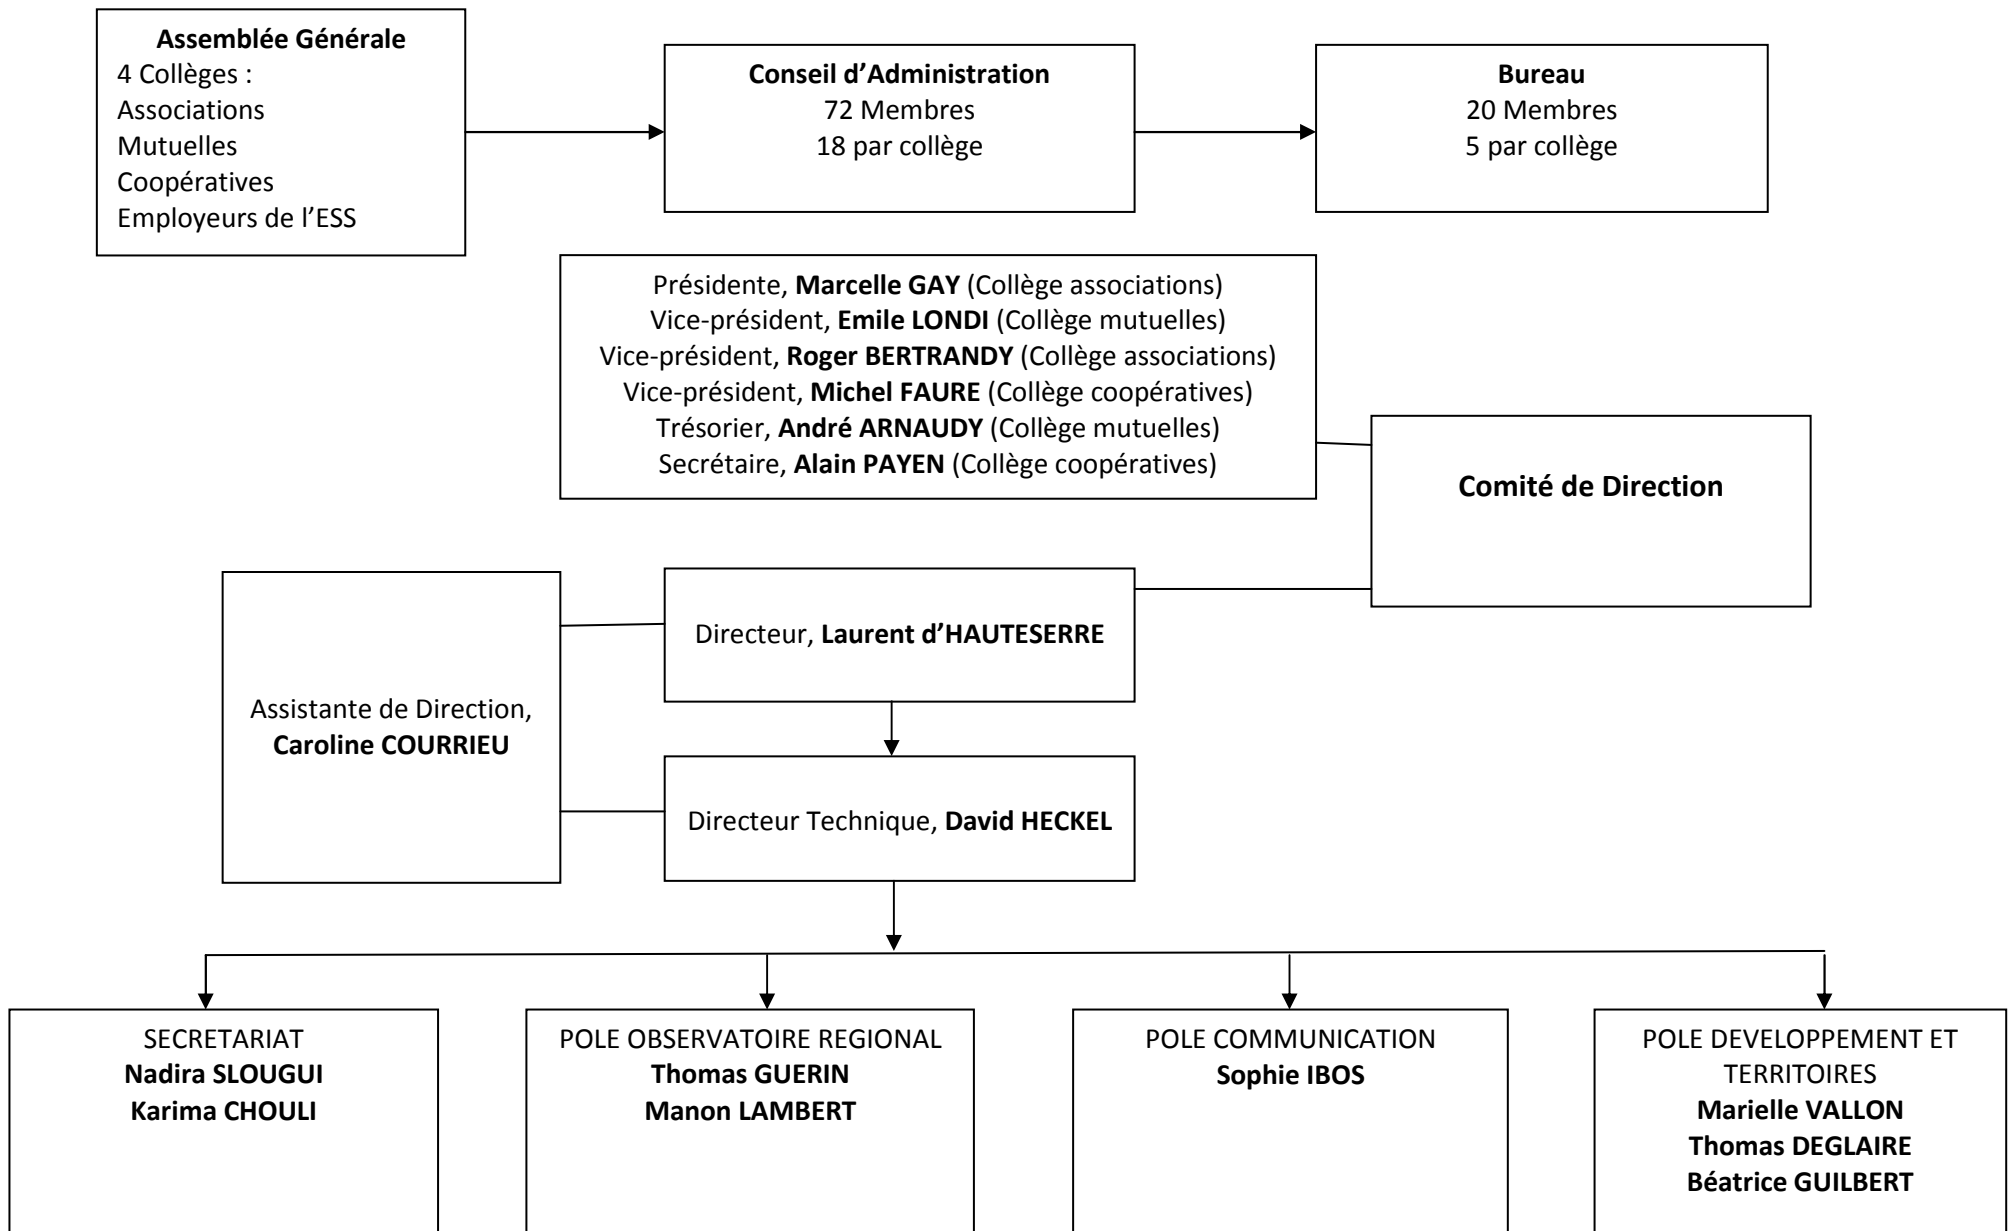 Assemblée Générale
4 Collèges :
Associations
Mutuelles
Coopératives
Employeurs de l’ESS
Conseil d’Administration
72 Membres
18 par collège
Bureau
20 Membres
5 par collège
Présidente, Marcelle GAY (Collège associations)
Vice-président, Emile LONDI (Collège mutuelles)
Vice-président, Roger BERTRANDY (Collège associations)
Vice-président, Michel FAURE (Collège coopératives)
Trésorier, André ARNAUDY (Collège mutuelles)
Secrétaire, Alain PAYEN (Collège coopératives)
Comité de Direction
Directeur, Laurent d’HAUTESERRE
Assistante de Direction,
Caroline COURRIEU
Directeur Technique, David HECKEL
SECRETARIAT
Nadira SLOUGUI
Karima CHOULI
POLE OBSERVATOIRE REGIONAL
Thomas GUERIN
Manon LAMBERT
POLE COMMUNICATION
Sophie IBOS
POLE DEVELOPPEMENT ET
TERRITOIRES
Marielle VALLON
Thomas DEGLAIRE
Béatrice GUILBERT